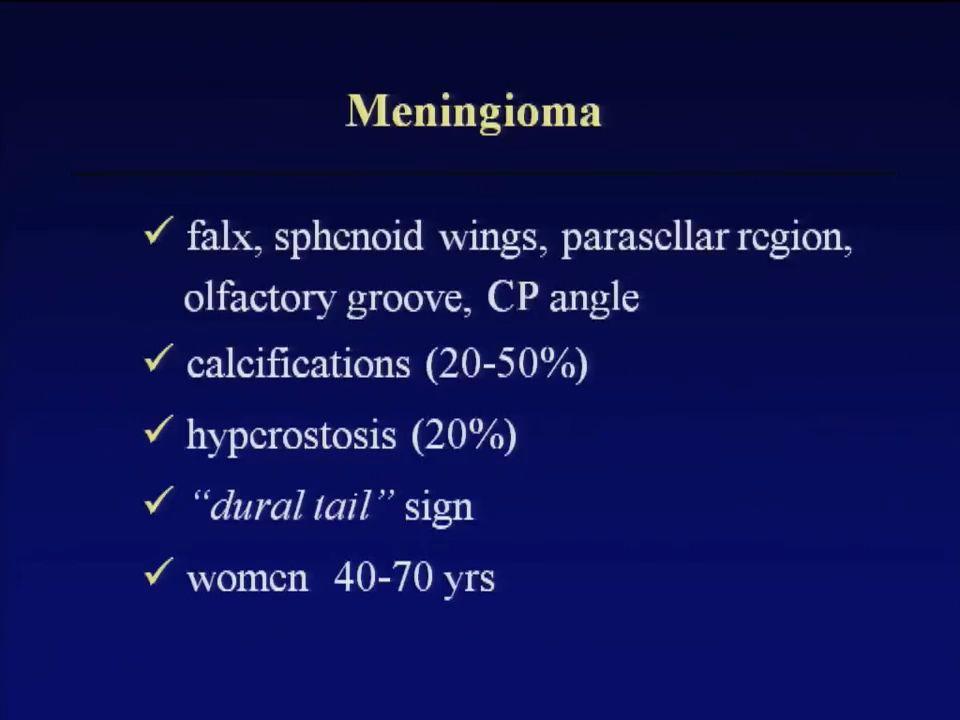 Meningioma
✓ falx, sphenoid wings, parasellar region,
olfactory groove, CP angle
✓ calcifications (20-50%)
✓ hyperostosis (20%)
✓ “dural tail” sign
✓ women 40-70 yrs